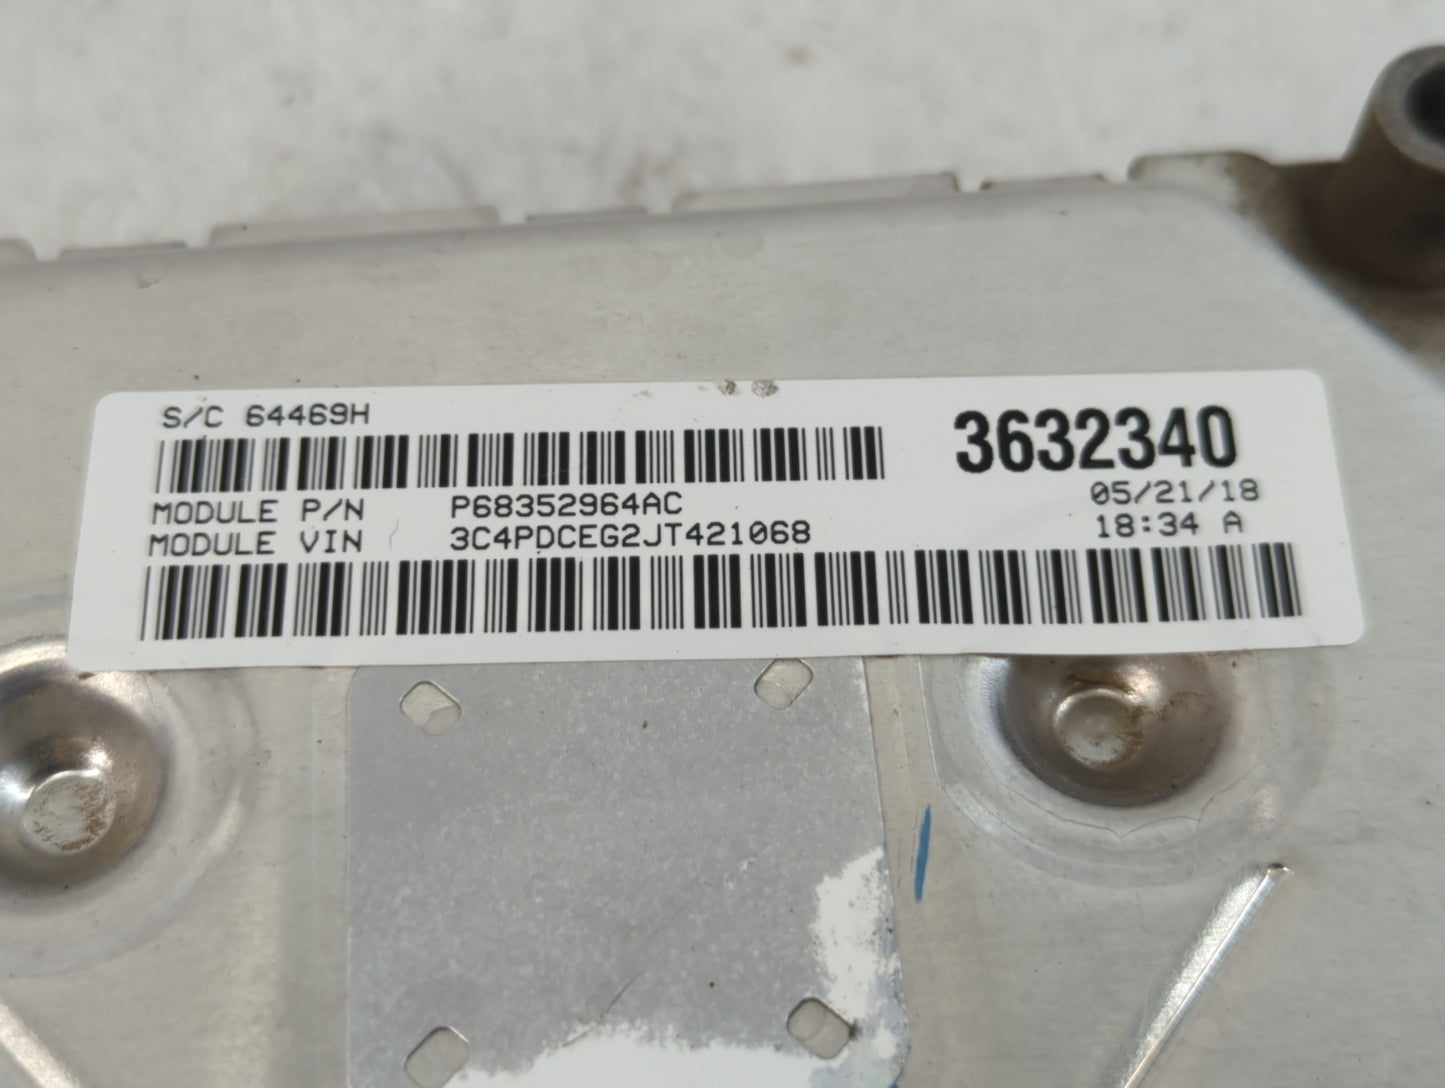 S/C 64469H
3632340
MODULE P/N P68352964AC 05/21/18
MODULE VIN 3C4PDCEG2JT421068 18:34 A